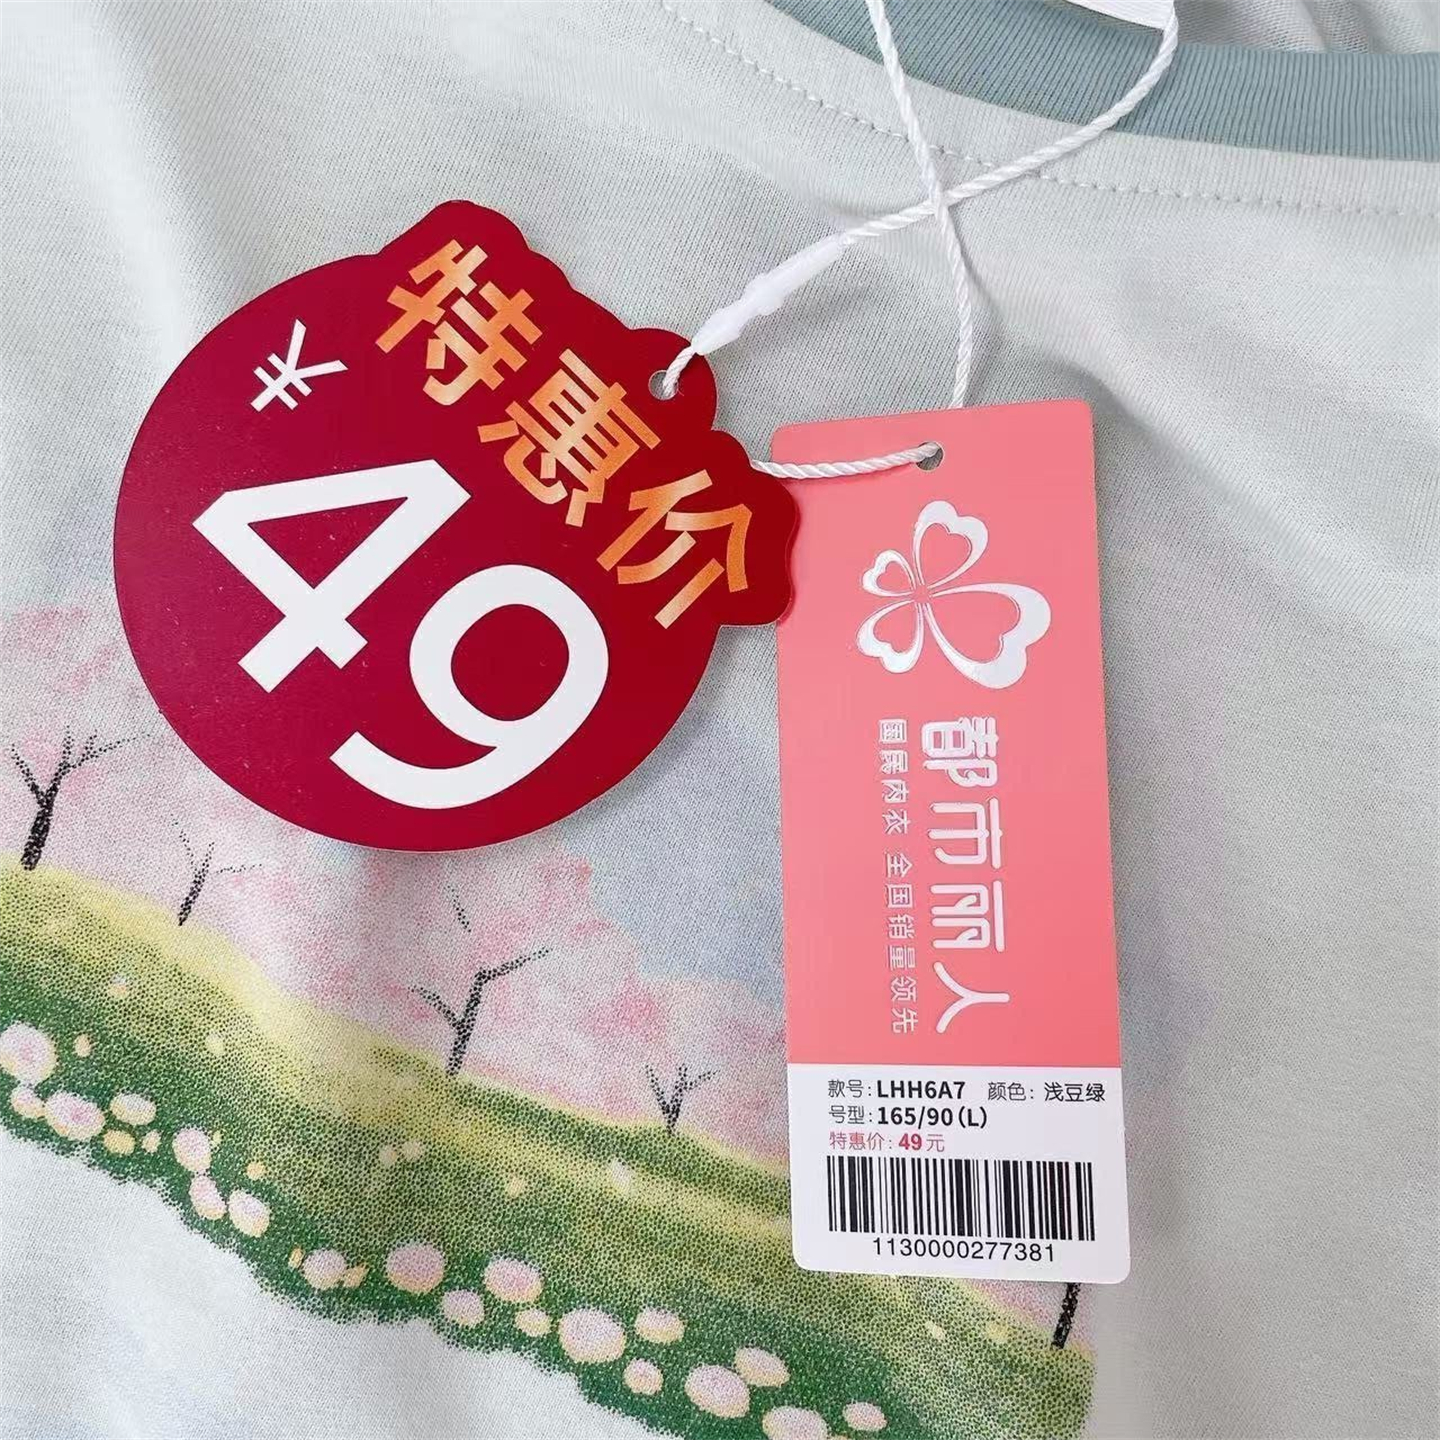 特惠价
¥
49
都市丽人
国民内衣 全国销量领先
款号: LHH6A7 颜色: 浅豆绿
号型: 165/90(L)
特惠价: 49元
1130000277381